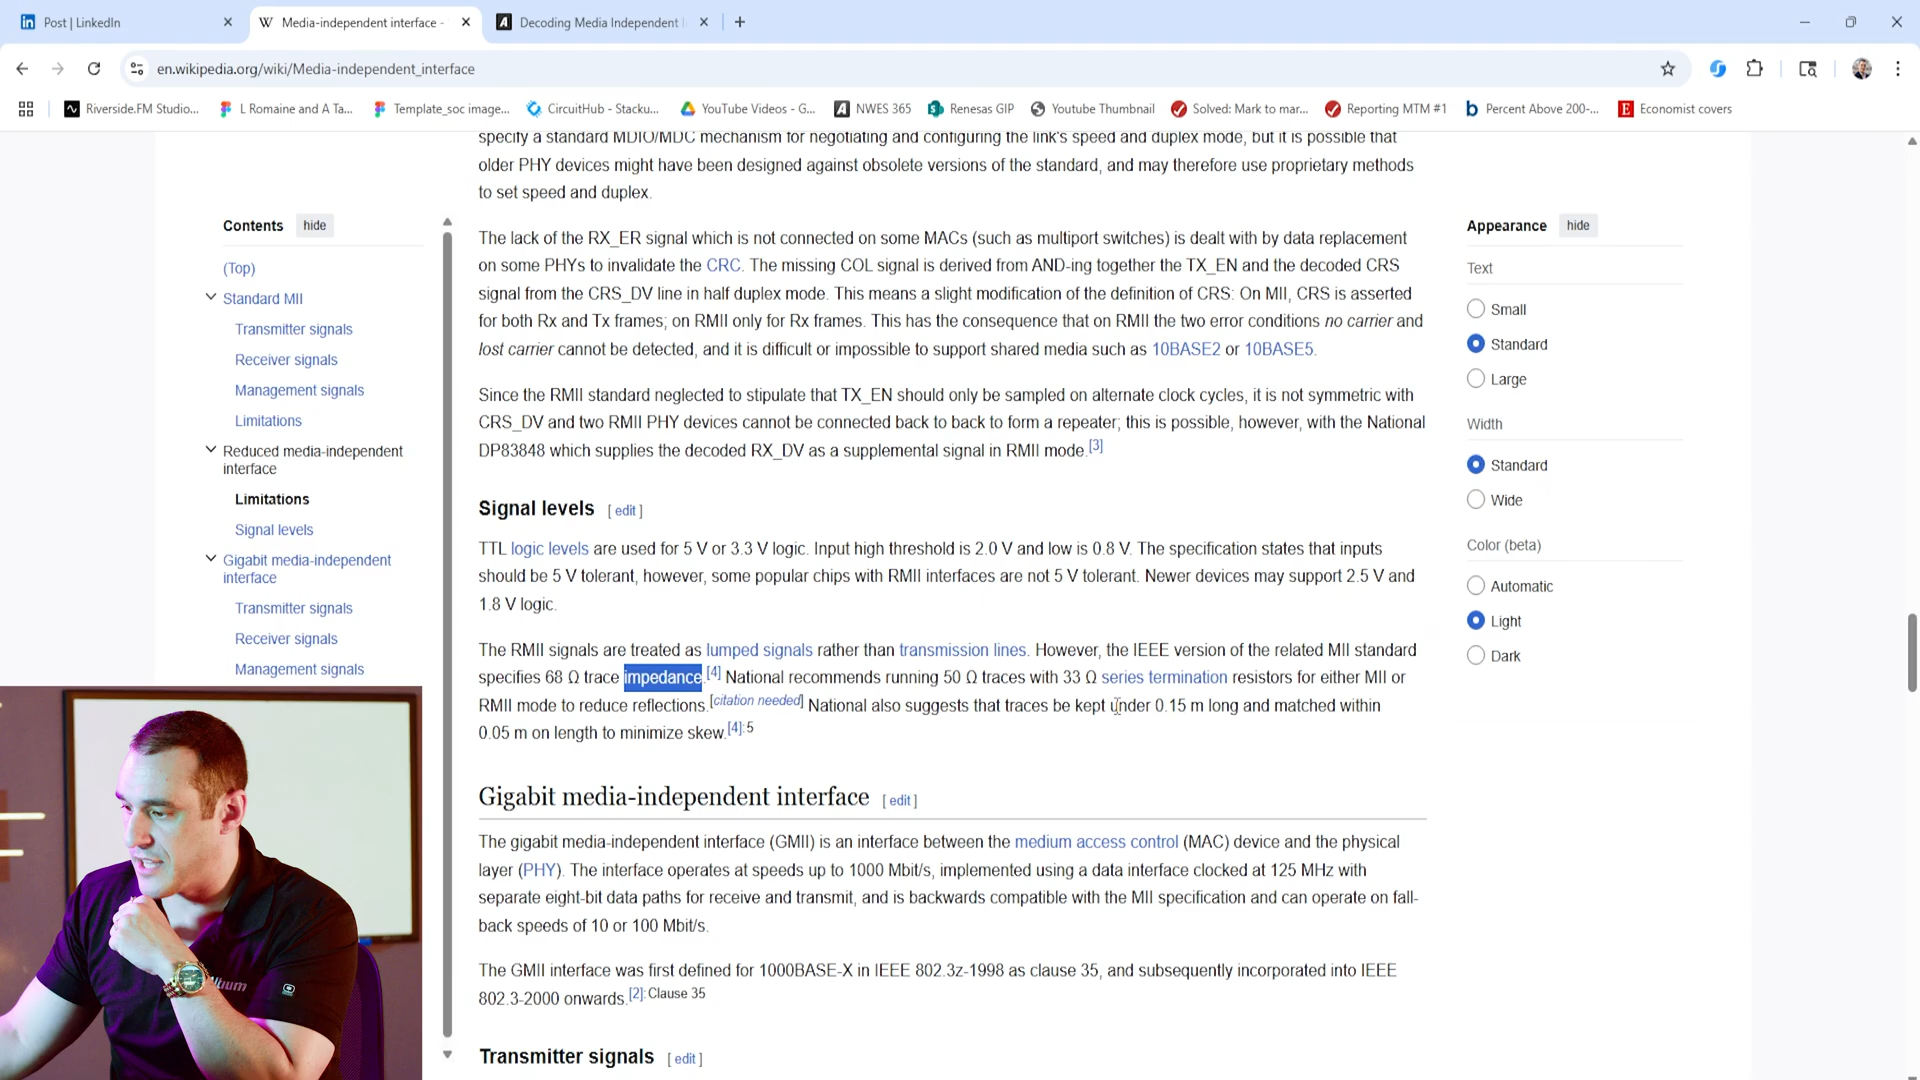 Post | LinkedIn
Media-independent interface -
Decoding Media Independent I
en.wikipedia.org/wiki/Media-independent_interface
Riverside.FM Studio...
L Romaine and A Ta...
Template_soc image...
CircuitHub - Stacku...
YouTube Videos - G...
NWES 365
Renesas GIP
Youtube Thumbnail
Solved: Mark to mar...
Reporting MTM #1
Percent Above 200-...
Economist covers
specify a standard MDIO/MDC mechanism for negotiating and configuring the link's speed and duplex mode, but it is possible that
older PHY devices might have been designed against obsolete versions of the standard, and may therefore use proprietary methods
to set speed and duplex.
The lack of the RX_ER signal which is not connected on some MACs (such as multiport switches) is dealt with by data replacement
on some PHYs to invalidate the CRC. The missing COL signal is derived from AND-ing together the TX_EN and the decoded CRS
signal from the CRS_DV line in half duplex mode. This means a slight modification of the definition of CRS: On MII, CRS is asserted
for both Rx and Tx frames; on RMII only for Rx frames. This has the consequence that on RMII the two error conditions no carrier and
lost carrier cannot be detected, and it is difficult or impossible to support shared media such as 10BASE2 or 10BASE5.
Since the RMII standard neglected to stipulate that TX_EN should only be sampled on alternate clock cycles, it is not symmetric with
CRS_DV and two RMII PHY devices cannot be connected back to back to form a repeater; this is possible, however, with the National
DP83848 which supplies the decoded RX_DV as a supplemental signal in RMII mode.[3]
Signal levels [ edit ]
TTL logic levels are used for 5 V or 3.3 V logic. Input high threshold is 2.0 V and low is 0.8 V. The specification states that inputs
should be 5 V tolerant, however, some popular chips with RMII interfaces are not 5 V tolerant. Newer devices may support 2.5 V and
1.8 V logic.
The RMII signals are treated as lumped signals rather than transmission lines. However, the IEEE version of the related MII standard
specifies 68 Ω trace impedance.[4] National recommends running 50 Ω traces with 33 Ω series termination resistors for either MII or
RMII mode to reduce reflections.[citation needed] National also suggests that traces be kept under 0.15 m long and matched within
0.05 m on length to minimize skew.[4]:5
Gigabit media-independent interface [ edit ]
The gigabit media-independent interface (GMII) is an interface between the medium access control (MAC) device and the physical
layer (PHY). The interface operates at speeds up to 1000 Mbit/s, implemented using a data interface clocked at 125 MHz with
separate eight-bit data paths for receive and transmit, and is backwards compatible with the MII specification and can operate on fall-
back speeds of 10 or 100 Mbit/s.
The GMII interface was first defined for 1000BASE-X in IEEE 802.3z-1998 as clause 35, and subsequently incorporated into IEEE
802.3-2000 onwards.[2]:Clause 35
Transmitter signals [ edit ]
Contents hide
(Top)
Standard MII
Transmitter signals
Receiver signals
Management signals
Limitations
Reduced media-independent
interface
Limitations
Signal levels
Gigabit media-independent
interface
Transmitter signals
Receiver signals
Management signals
Appearance hide
Text
Small
Standard
Large
Width
Standard
Wide
Color (beta)
Automatic
Light
Dark